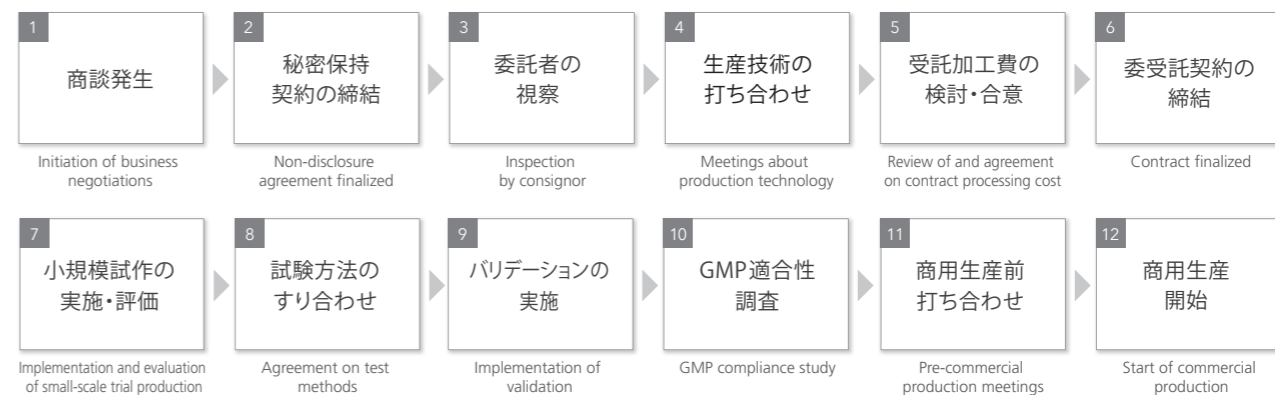 1
商談発生
Initiation of business
negotiations
2
秘密保持
契約の締結
Non-disclosure
agreement finalized
3
委託者の
視察
Inspection
by consignor
4
生産技術の
打ち合わせ
Meetings about
production technology
5
受託加工費の
検討・合意
Review of and agreement
on contract processing cost
6
委受託契約の
締結
Contract finalized
7
小規模試作の
実施・評価
Implementation and evaluation
of small-scale trial production
8
試験方法の
すり合わせ
Agreement on test
methods
9
バリデーションの
実施
Implementation of
validation
10
GMP適合性
調査
GMP compliance study
11
商用生産前
打ち合わせ
Pre-commercial
production meetings
12
商用生産
開始
Start of commercial
production